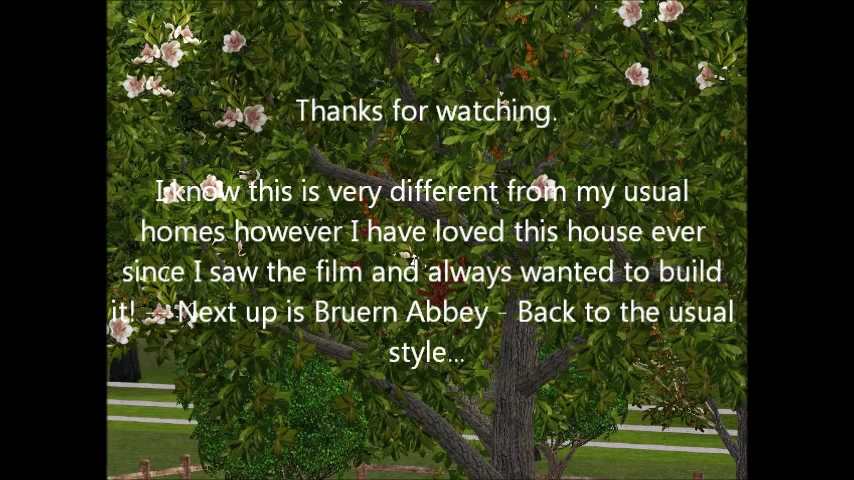 Thanks for watching.
I know this is very different from my usual
homes however I have loved this house ever
since I saw the film and always wanted to build
it! -- Next up is Bruern Abbey - Back to the usual
style...